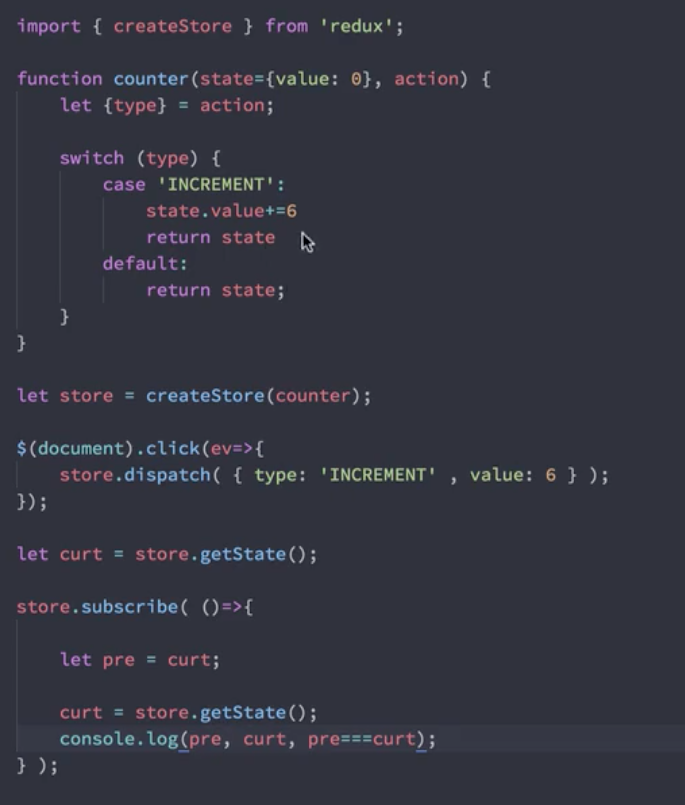 import { createStore } from 'redux';
function counter(state={value: 0}, action) {
let {type} = action;
switch (type) {
case 'INCREMENT':
state.value+=6
return state
default:
return state;
}
}
let store = createStore(counter);
$(document).click(ev=>{
store.dispatch( { type: 'INCREMENT' , value: 6 } );
});
let curt = store.getState();
store.subscribe( ()=>{
let pre = curt;
curt = store.getState();
console.log(pre, curt, pre===curt);
} );